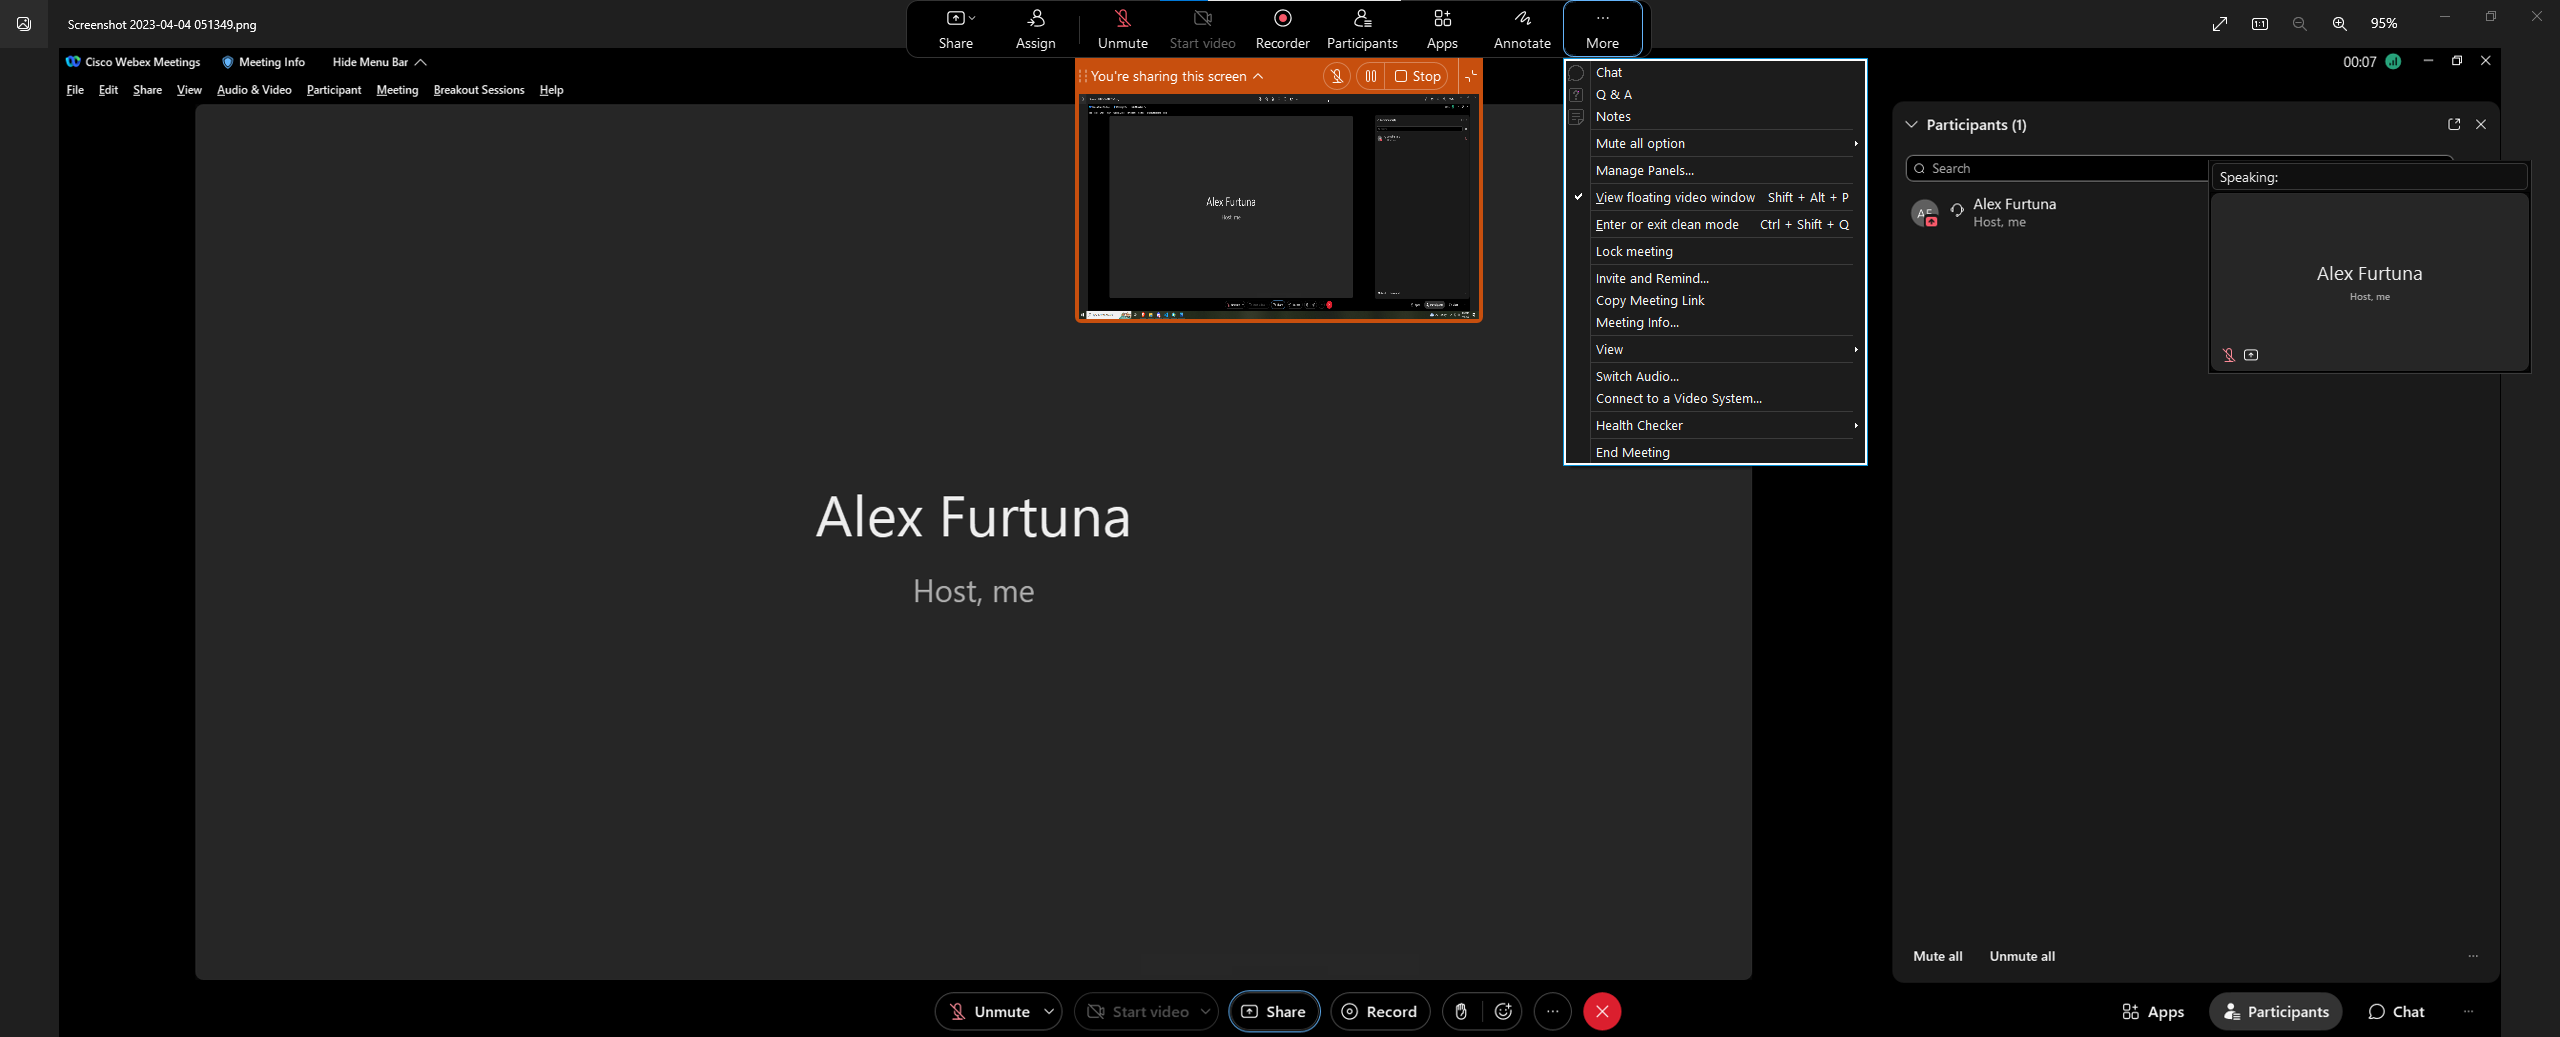 Screenshot 2023-04-04 051349.png
95%
Share
Assign
Unmute
Start video
Recorder
Participants
Apps
Annotate
More
Cisco Webex Meetings
Meeting Info
Hide Menu Bar
00:07
File Edit Share View Audio & Video Participant Meeting Breakout Sessions Help
You're sharing this screen
Stop
Alex Furtuna
Host, me
Chat
Q & A
Notes
Mute all option
Manage Panels...
View floating video window Shift + Alt + P
Enter or exit clean mode Ctrl + Shift + Q
Lock meeting
Invite and Remind...
Copy Meeting Link
Meeting Info...
View
Switch Audio...
Connect to a Video System...
Health Checker
End Meeting
Participants (1)
Search
AF
Alex Furtuna
Host, me
Speaking:
Alex Furtuna
Host, me
Alex Furtuna
Host, me
Mute all
Unmute all
Unmute
Start video
Share
Record
Apps
Participants
Chat